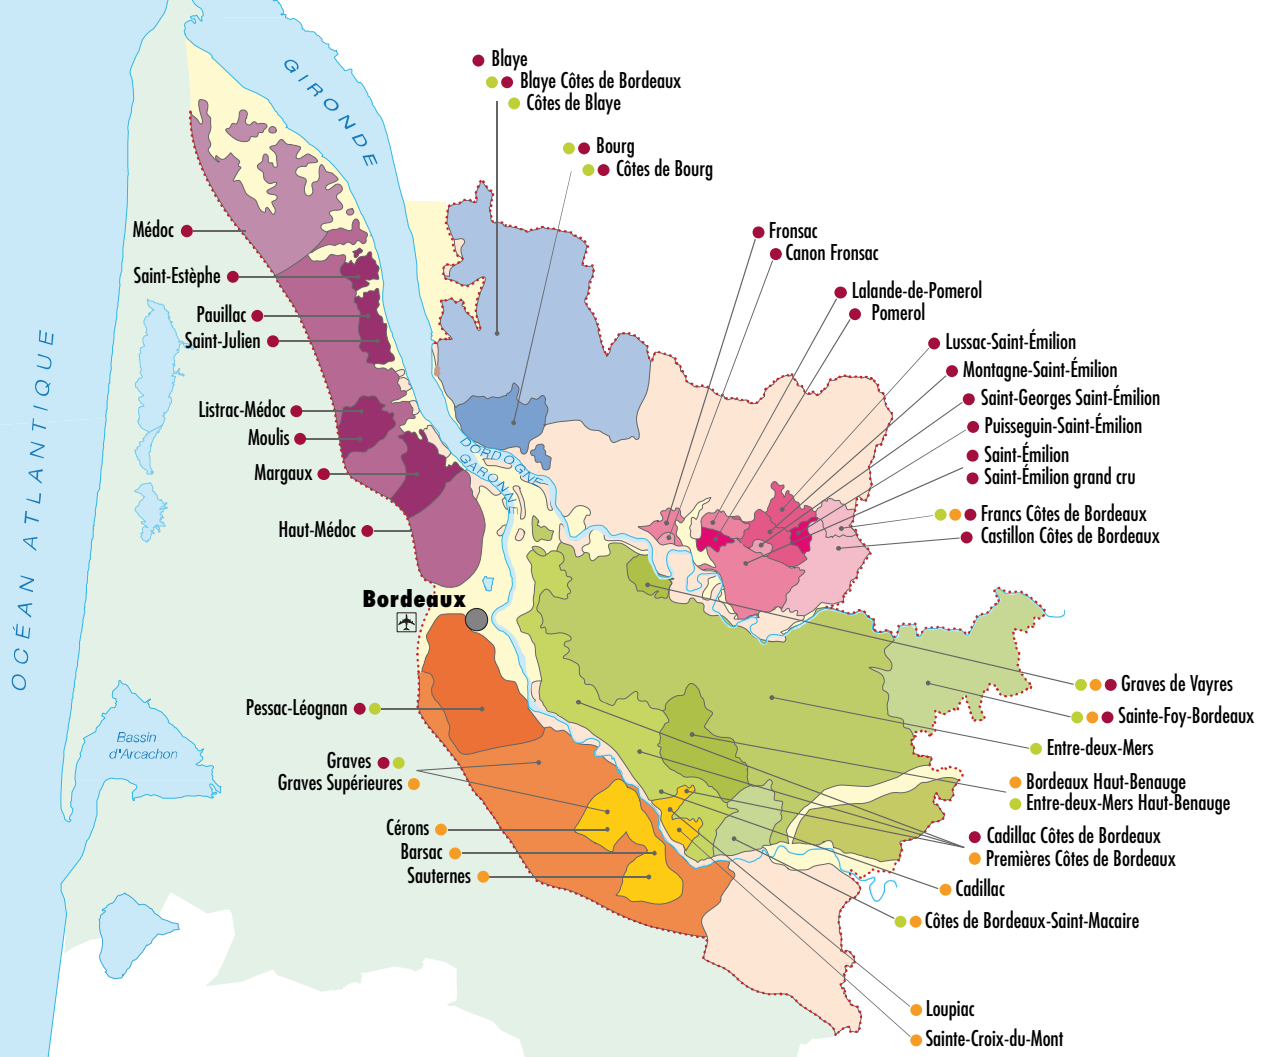 Blaye
Blaye Côtes de Bordeaux
Côtes de Blaye
GIRONDE
Bourg
Côtes de Bourg
Médoc
Fronsac
Canon Fronsac
Saint-Estèphe
Lalande-de-Pomerol
Pauillac
Pomerol
Saint-Julien
Lussac-Saint-Émilion
Montagne-Saint-Émilion
Saint-Georges Saint-Émilion
Listrac-Médoc
Puisseguin-Saint-Émilion
Moulis
Saint-Émilion
Margaux
Saint-Émilion grand cru
DORDOGNE
GARONNE
OCÉAN ATLANTIQUE
Francs Côtes de Bordeaux
Haut-Médoc
Castillon Côtes de Bordeaux
Bordeaux
Graves de Vayres
Pessac-Léognan
Sainte-Foy-Bordeaux
Bassin
d'Arcachon
Entre-deux-Mers
Graves
Graves Supérieures
Bordeaux Haut-Benauge
Entre-deux-Mers Haut-Benauge
Cérons
Cadillac Côtes de Bordeaux
Barsac
Premières Côtes de Bordeaux
Sauternes
Cadillac
Côtes de Bordeaux-Saint-Macaire
Loupiac
Sainte-Croix-du-Mont